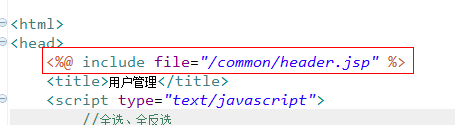 <html>
<head>
<%@ include file="/common/header.jsp" %>
<title>用户管理</title>
<script type="text/javascript">
//全选、全反选